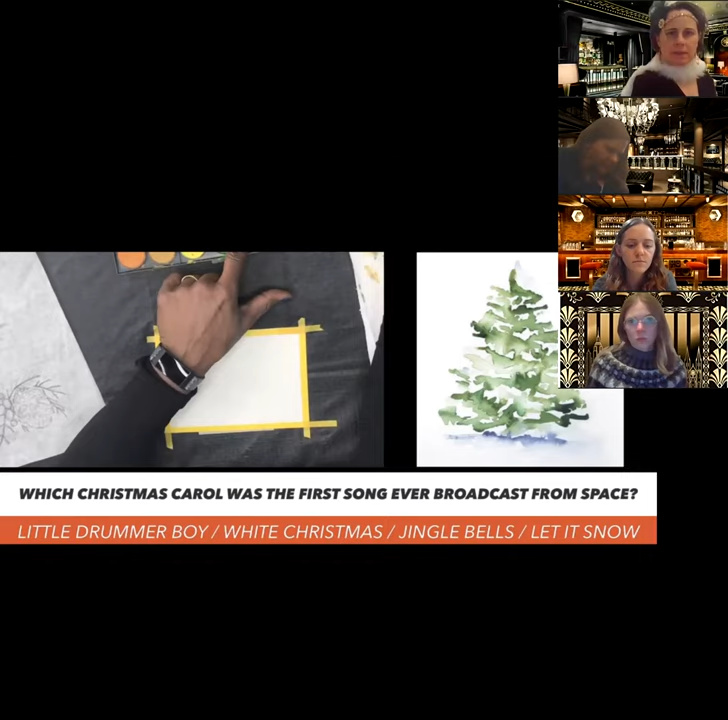 WHICH CHRISTMAS CAROL WAS THE FIRST SONG EVER BROADCAST FROM SPACE?
LITTLE DRUMMER BOY / WHITE CHRISTMAS / JINGLE BELLS / LET IT SNOW